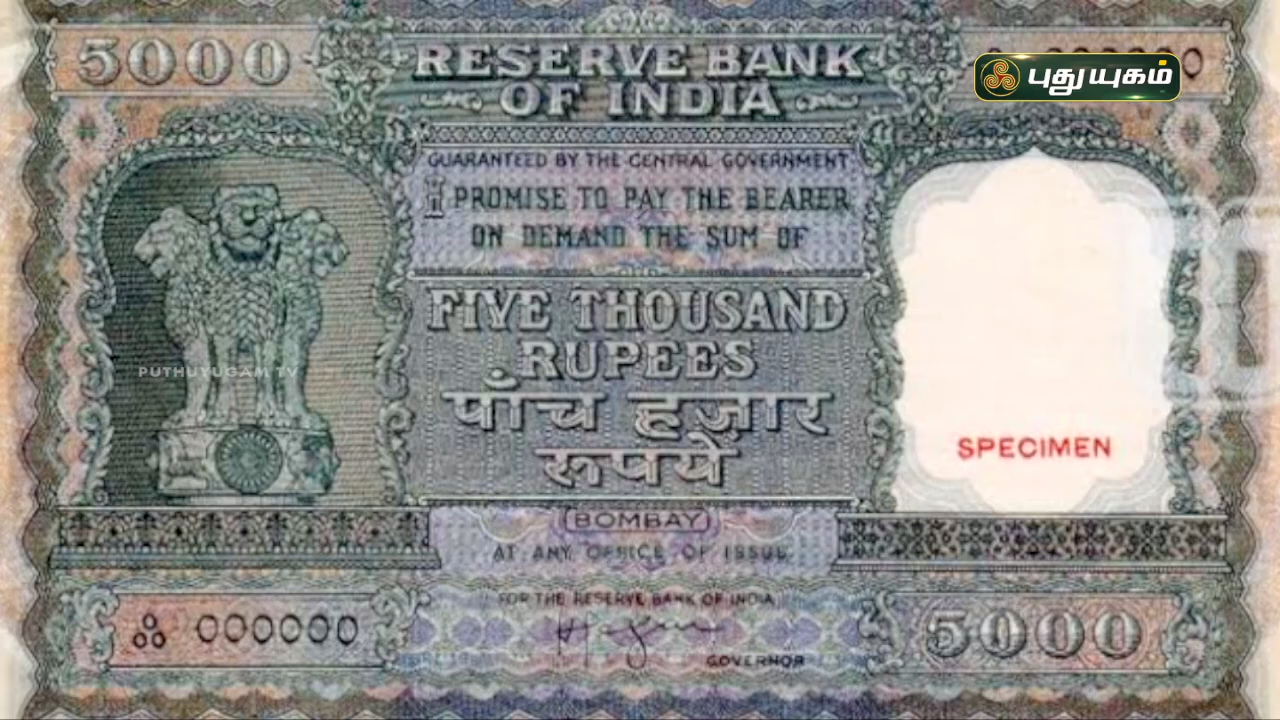 5000
RESERVE BANK
OF INDIA
புதுயுகம்
GUARANTEED BY THE CENTRAL GOVERNMENT
I PROMISE TO PAY THE BEARER
ON DEMAND THE SUM OF
FIVE THOUSAND
RUPEES
पाँच हज़ार
रूपये
PUTHUYUGAM TV
SPECIMEN
BOMBAY
AT ANY OFFICE OF ISSUE
FOR THE RESERVE BANK OF INDIA
000000
5000
GOVERNOR